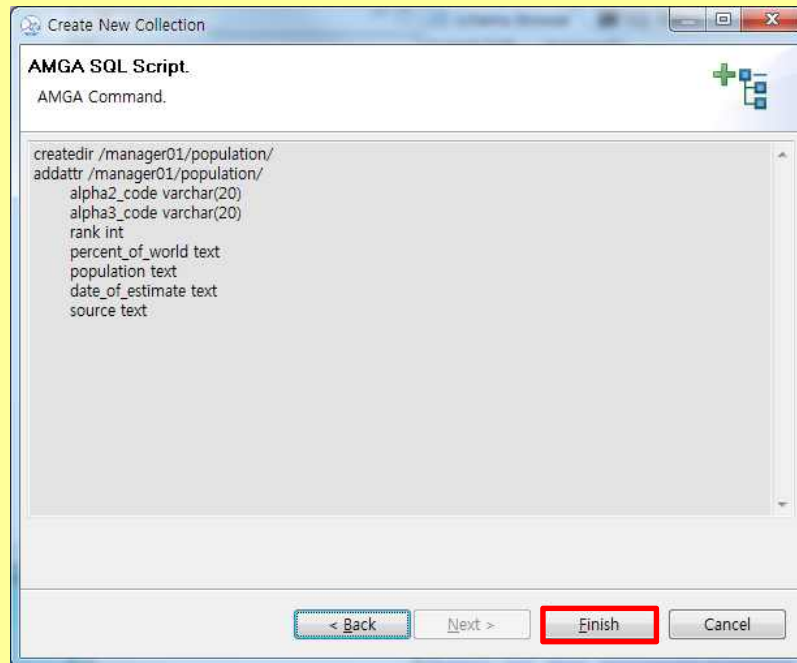 Create New Collection
AMGA SQL Script.
AMGA Command.
createdir /manager01/population/
addattr /manager01/population/
alpha2_code varchar(20)
alpha3_code varchar(20)
rank int
percent_of_world text
population text
date_of_estimate text
source text
< Back
Next >
Finish
Cancel